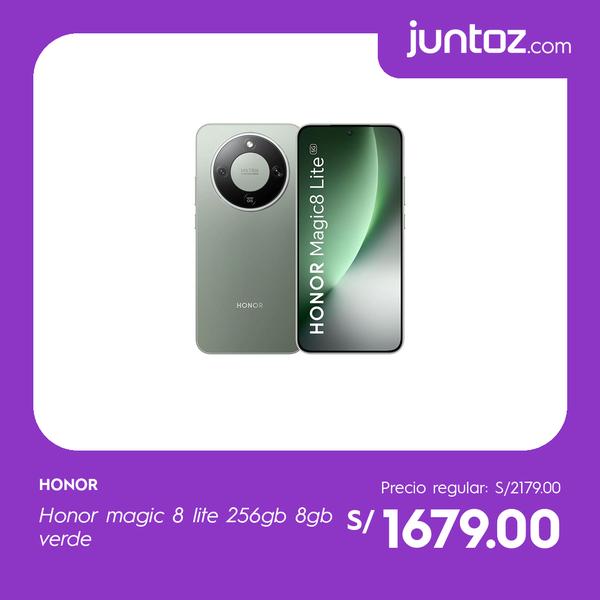 juntoz.com
HONOR
HONOR Magic8 Lite 5G
HONOR
Precio regular: S/2179.00
Honor magic 8 lite 256gb 8gb
verde
S/ 1679.00